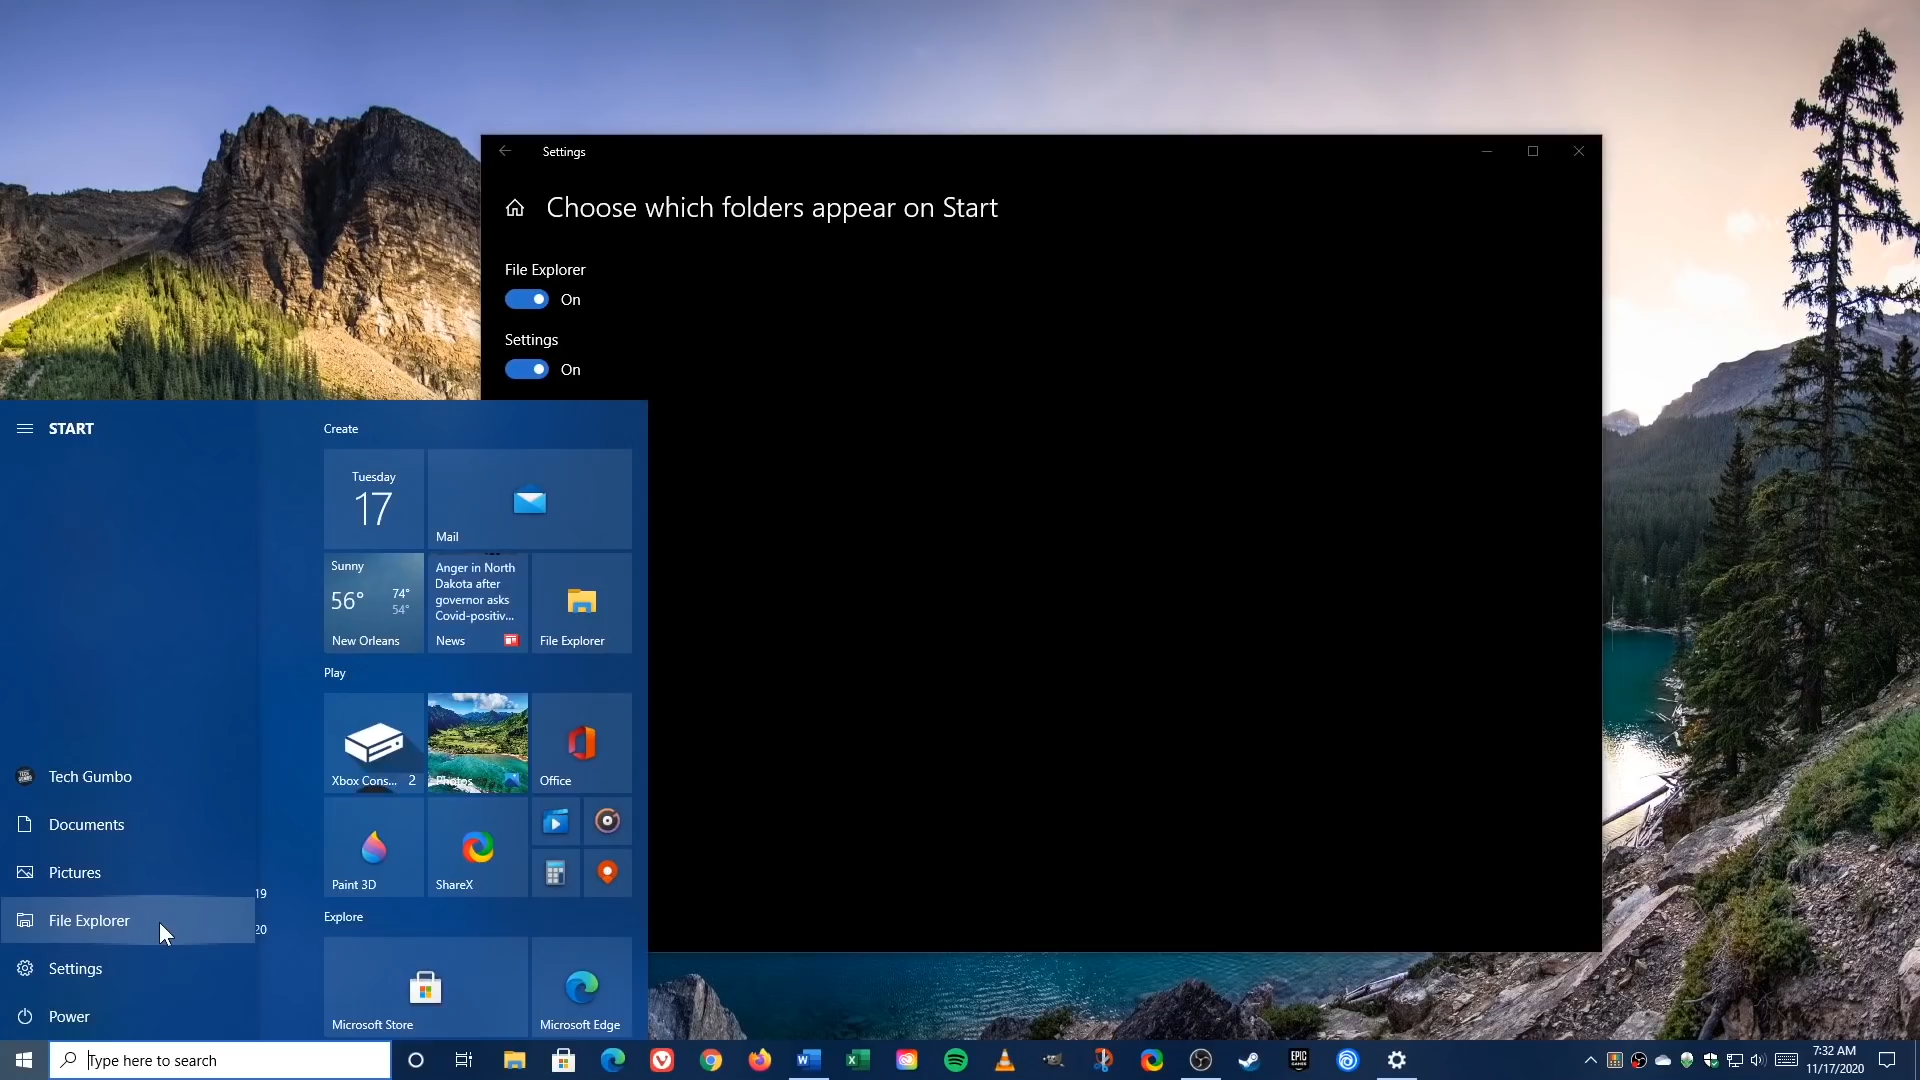 Settings
Choose which folders appear on Start
File Explorer
On
Settings
On
START
Tech Gumbo
Documents
Pictures
File Explorer
Settings
Power
19
20
Create
Tuesday
17
Mail
Sunny
56°
74°
54°
New Orleans
Anger in North
Dakota after
governor asks
Covid-positiv...
News
File Explorer
Play
Xbox Cons...
2
Photos
Office
Paint 3D
ShareX
Explore
Microsoft Store
Microsoft Edge
Type here to search
EPIC
GAMES
7:32 AM
11/17/2020